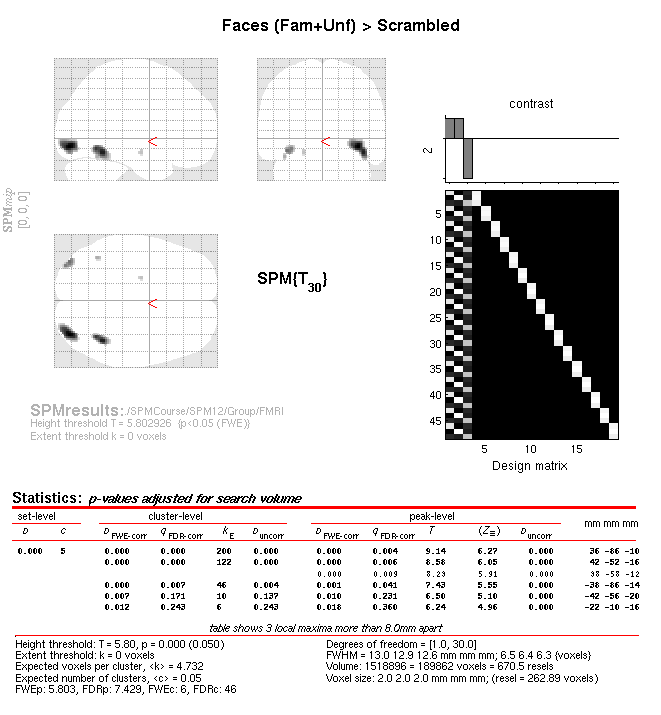 Faces (Fam+Unf) > Scrambled
contrast
2
SPMmip
[0, 0, 0]
<
<
<
SPM{T30}
5
10
15
20
25
30
35
40
45
5 10 15
Design matrix
SPMresults: ./SPMCourse/SPM12/Group/FMRI
Height threshold T = 5.802926 {p<0.05 (FWE)}
Extent threshold k = 0 voxels
Statistics: p-values adjusted for search volume
set-level cluster-level peak-level mm mm mm
p c p FWE-corr q FDR-corr k E p uncorr p FWE-corr q FDR-corr T (Z≡) p uncorr
0.000 5 0.000 0.000 200 0.000 0.000 0.004 9.14 6.27 0.000 36 -86 -10
0.000 0.000 122 0.000 0.000 0.006 8.58 6.05 0.000 42 -52 -16
0.000 0.009 8.23 5.91 0.000 38 -58 -12
0.000 0.007 46 0.004 0.001 0.041 7.43 5.55 0.000 -38 -86 -14
0.007 0.171 10 0.137 0.010 0.231 6.50 5.10 0.000 -42 -56 -20
0.012 0.243 6 0.243 0.018 0.360 6.24 4.96 0.000 -22 -10 -16
table shows 3 local maxima more than 8.0mm apart
Height threshold: T = 5.80, p = 0.000 (0.050)
Extent threshold: k = 0 voxels
Expected voxels per cluster, <k> = 4.732
Expected number of clusters, <c> = 0.05
FWEp: 5.803, FDRp: 7.429, FWEc: 6, FDRc: 46
Degrees of freedom = [1.0, 30.0]
FWHM = 13.0 12.9 12.6 mm mm mm; 6.5 6.4 6.3 {voxels}
Volume: 1518896 = 189862 voxels = 670.5 resels
Voxel size: 2.0 2.0 2.0 mm mm mm; (resel = 262.89 voxels)